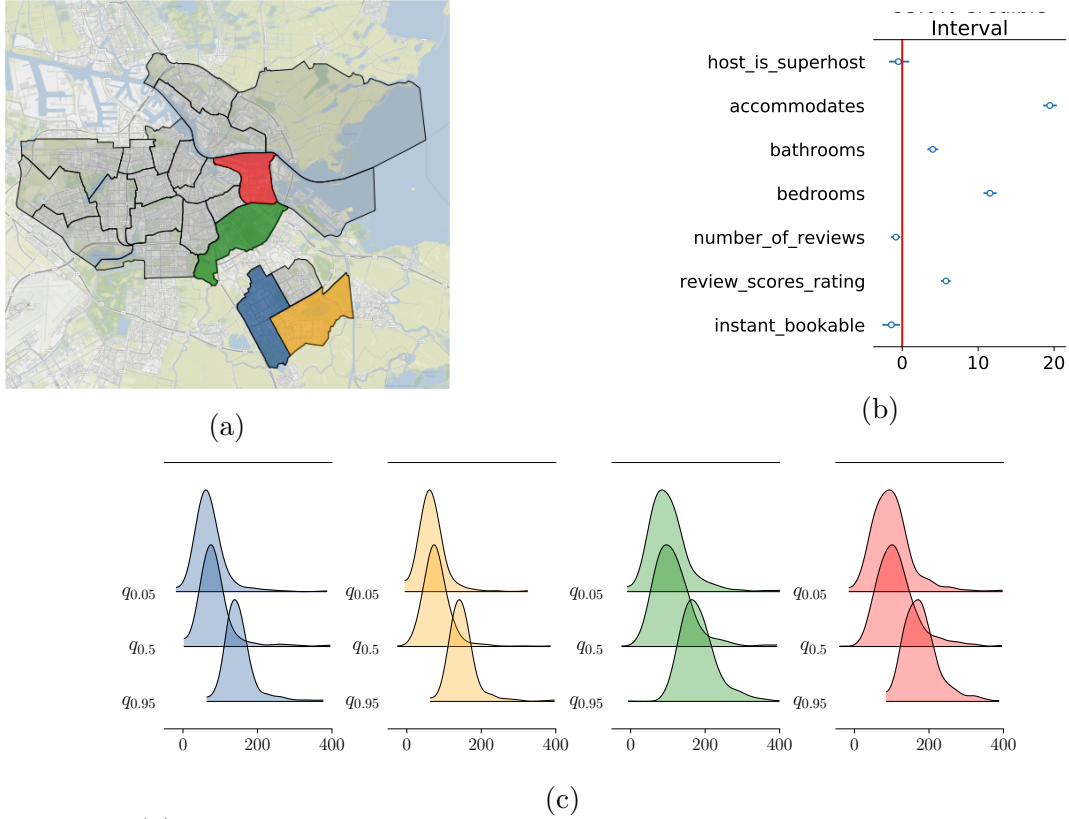 Interval
host_is_superhost
accommodates
bathrooms
bedrooms
number_of_reviews
review_scores_rating
instant_bookable
0 10 20
(a)
(b)
q0.05 q0.05 q0.05 q0.05
q0.5 q0.5 q0.5 q0.5
q0.95 q0.95 q0.95 q0.95
0 200 400 0 200 400 0 200 400 0 200 400
(c)